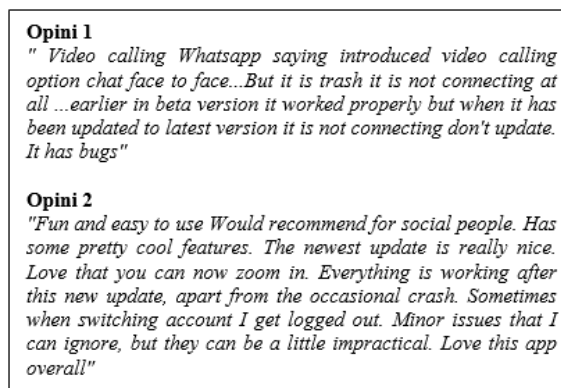 Opini 1
" Video calling Whatsapp saying introduced video calling
option chat face to face...But it is trash it is not connecting at
all ...earlier in beta version it worked properly but when it has
been updated to latest version it is not connecting don't update.
It has bugs"
Opini 2
"Fun and easy to use Would recommend for social people. Has
some pretty cool features. The newest update is really nice.
Love that you can now zoom in. Everything is working after
this new update, apart from the occasional crash. Sometimes
when switching account I get logged out. Minor issues that I
can ignore, but they can be a little impractical. Love this app
overall"